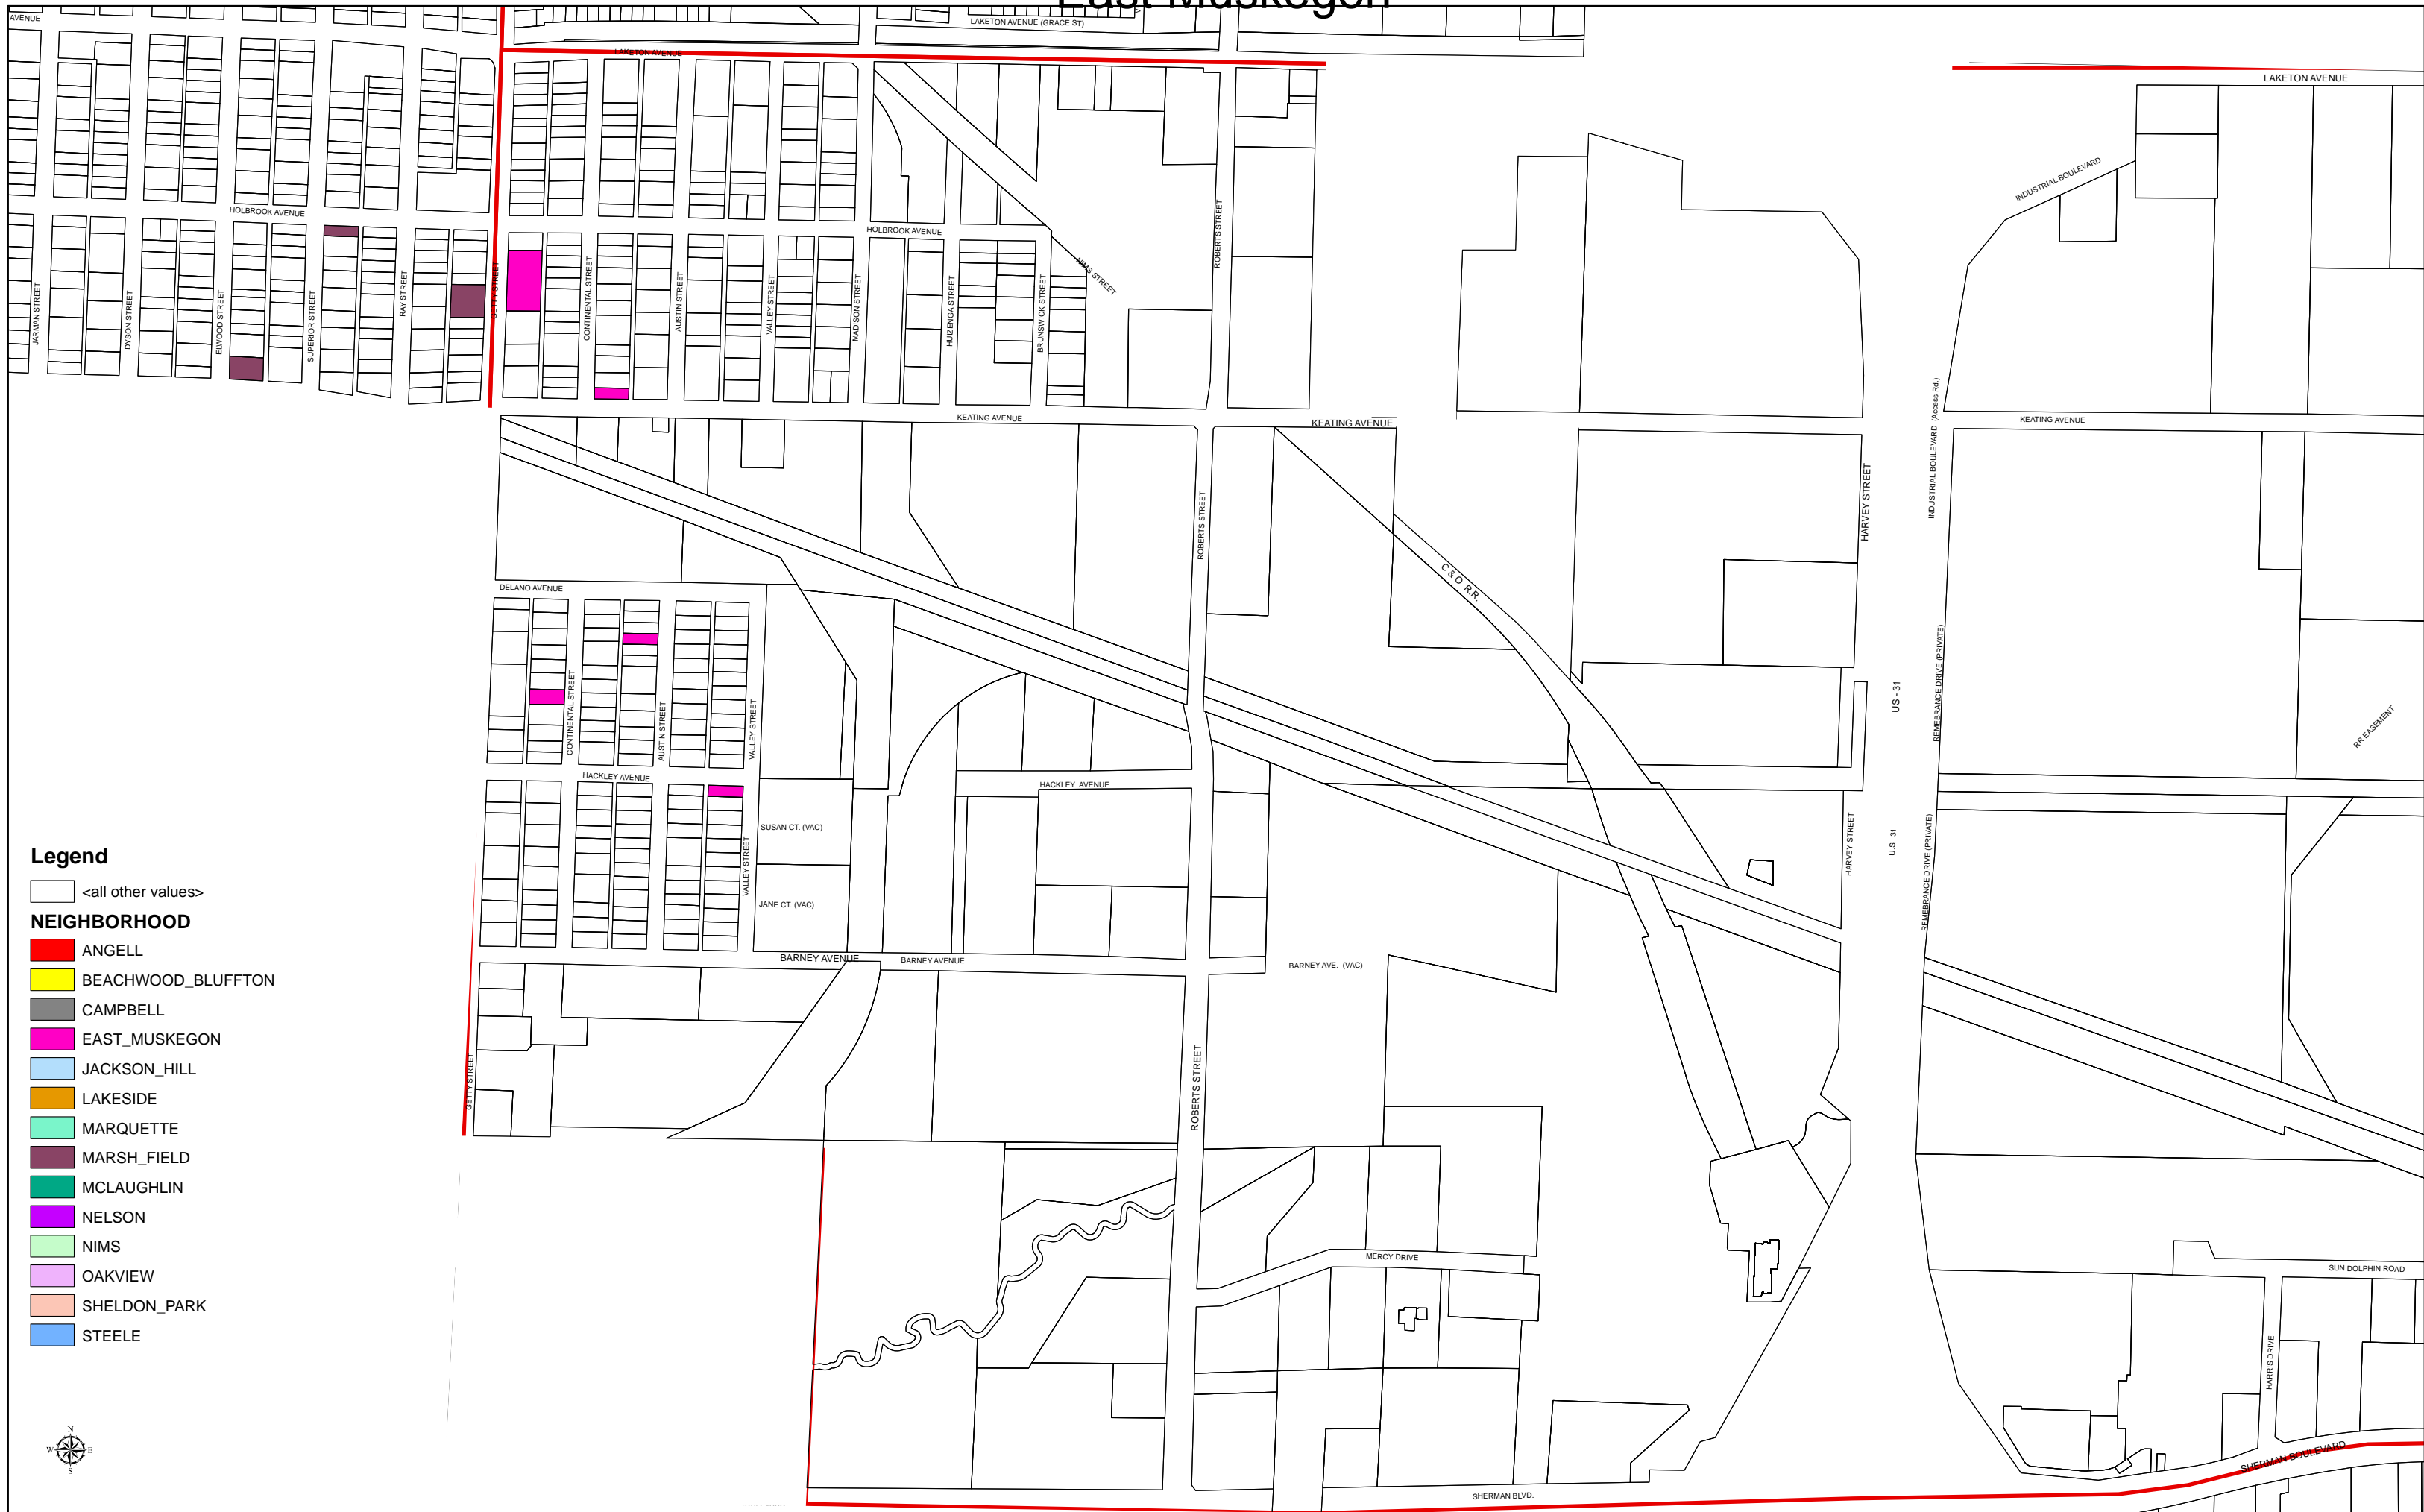 East Muskegon
AVENUE
LAKETON AVENUE (GRACE ST)
LAKETON AVENUE
LAKETON AVENUE
INDUSTRIAL BOULEVARD
HOLBROOK AVENUE
HOLBROOK AVENUE
ROBERTS STREET
NIMS STREET
JARMAN STREET
DYSON STREET
ELWOOD STREET
SUPERIOR STREET
RAY STREET
GETTY STREET
CONTINENTAL STREET
AUSTIN STREET
VALLEY STREET
MADISON STREET
HUIZENGA STREET
BRUNSWICK STREET
KEATING AVENUE
KEATING AVENUE
KEATING AVENUE
INDUSTRIAL BOULEVARD (Access Rd.)
HARVEY STREET
ROBERTS STREET
C & O R.R.
DELANO AVENUE
CONTINENTAL STREET
AUSTIN STREET
VALLEY STREET
US - 31
REMEBRANCE DRIVE (PRIVATE)
RR EASEMENT
HACKLEY AVENUE
HACKLEY AVENUE
SUSAN CT. (VAC)
VALLEY STREET
JANE CT. (VAC)
HARVEY STREET
U.S. 31
REMEBRANCE DRIVE (PRIVATE)
BARNEY AVENUE
BARNEY AVENUE
BARNEY AVE. (VAC)
GETTY STREET
ROBERTS STREET
MERCY DRIVE
SUN DOLPHIN ROAD
HARRIS DRIVE
SHERMAN BOULEVARD
SHERMAN BLVD.
Legend
<all other values>
NEIGHBORHOOD
ANGELL
BEACHWOOD_BLUFFTON
CAMPBELL
EAST_MUSKEGON
JACKSON_HILL
LAKESIDE
MARQUETTE
MARSH_FIELD
MCLAUGHLIN
NELSON
NIMS
OAKVIEW
SHELDON_PARK
STEELE
N
W E
S